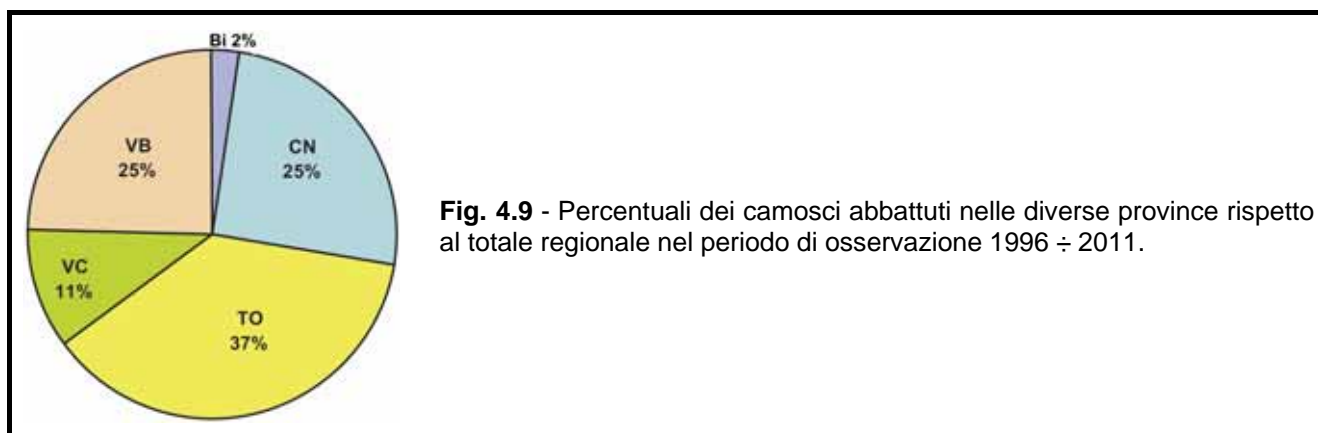 Bi 2%
VB
25%
CN
25%
VC
11%
TO
37%
Fig. 4.9 - Percentuali dei camosci abbattuti nelle diverse province rispetto
al totale regionale nel periodo di osservazione 1996 ÷ 2011.